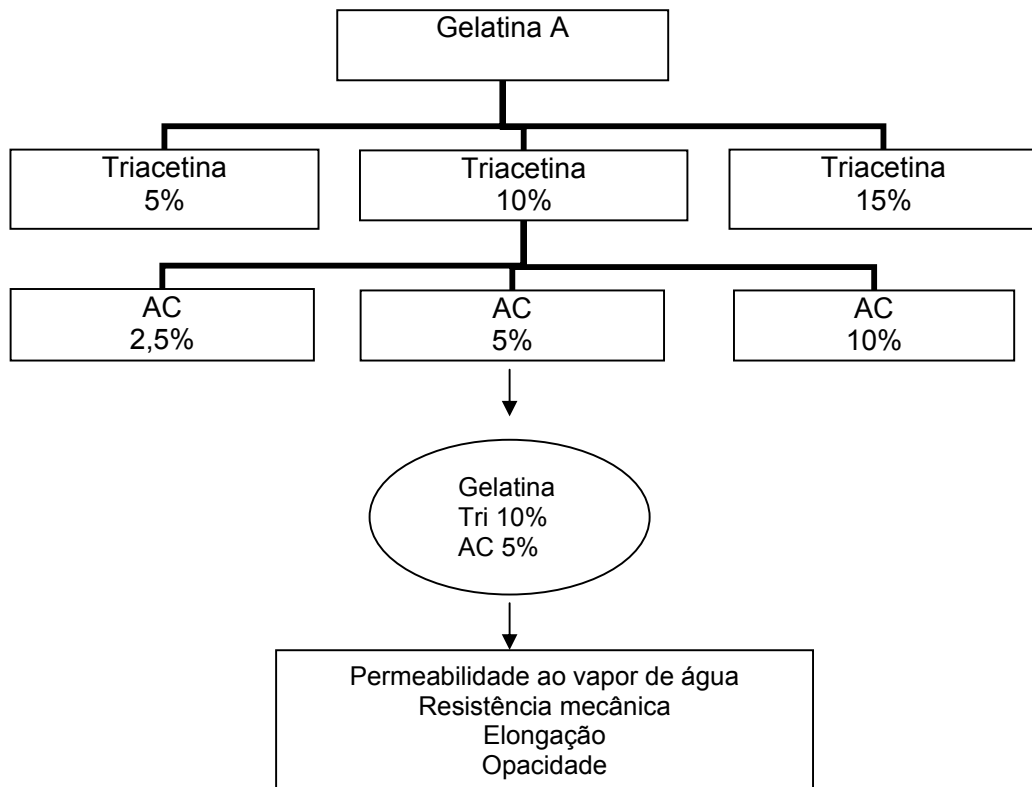 Gelatina A
Triacetina
5%
Triacetina
10%
Triacetina
15%
AC
2,5%
AC
5%
AC
10%
Gelatina
Tri 10%
AC 5%
Permeabilidade ao vapor de água
Resistência mecânica
Elongação
Opacidade